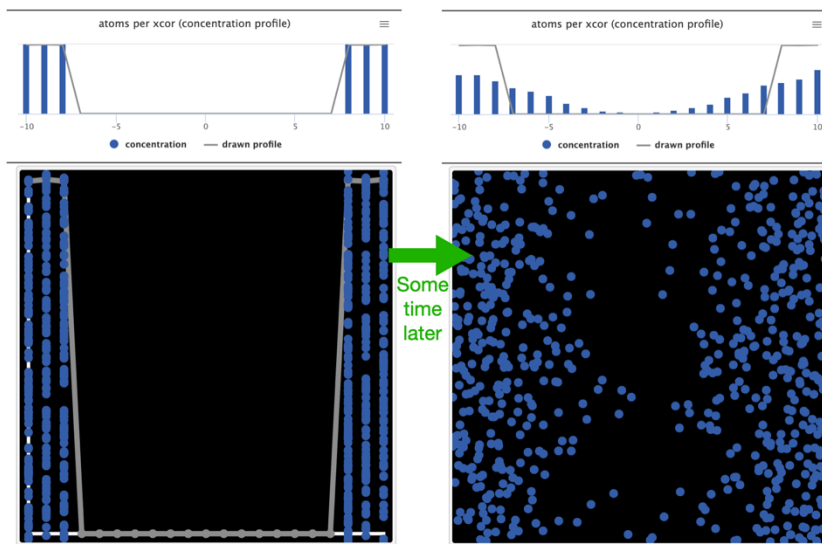 atoms per xcor (concentration profile)
-10 -5 0 5 10
concentration drawn profile
atoms per xcor (concentration profile)
-10 -5 0 5 10
concentration drawn profile
Some
time
later